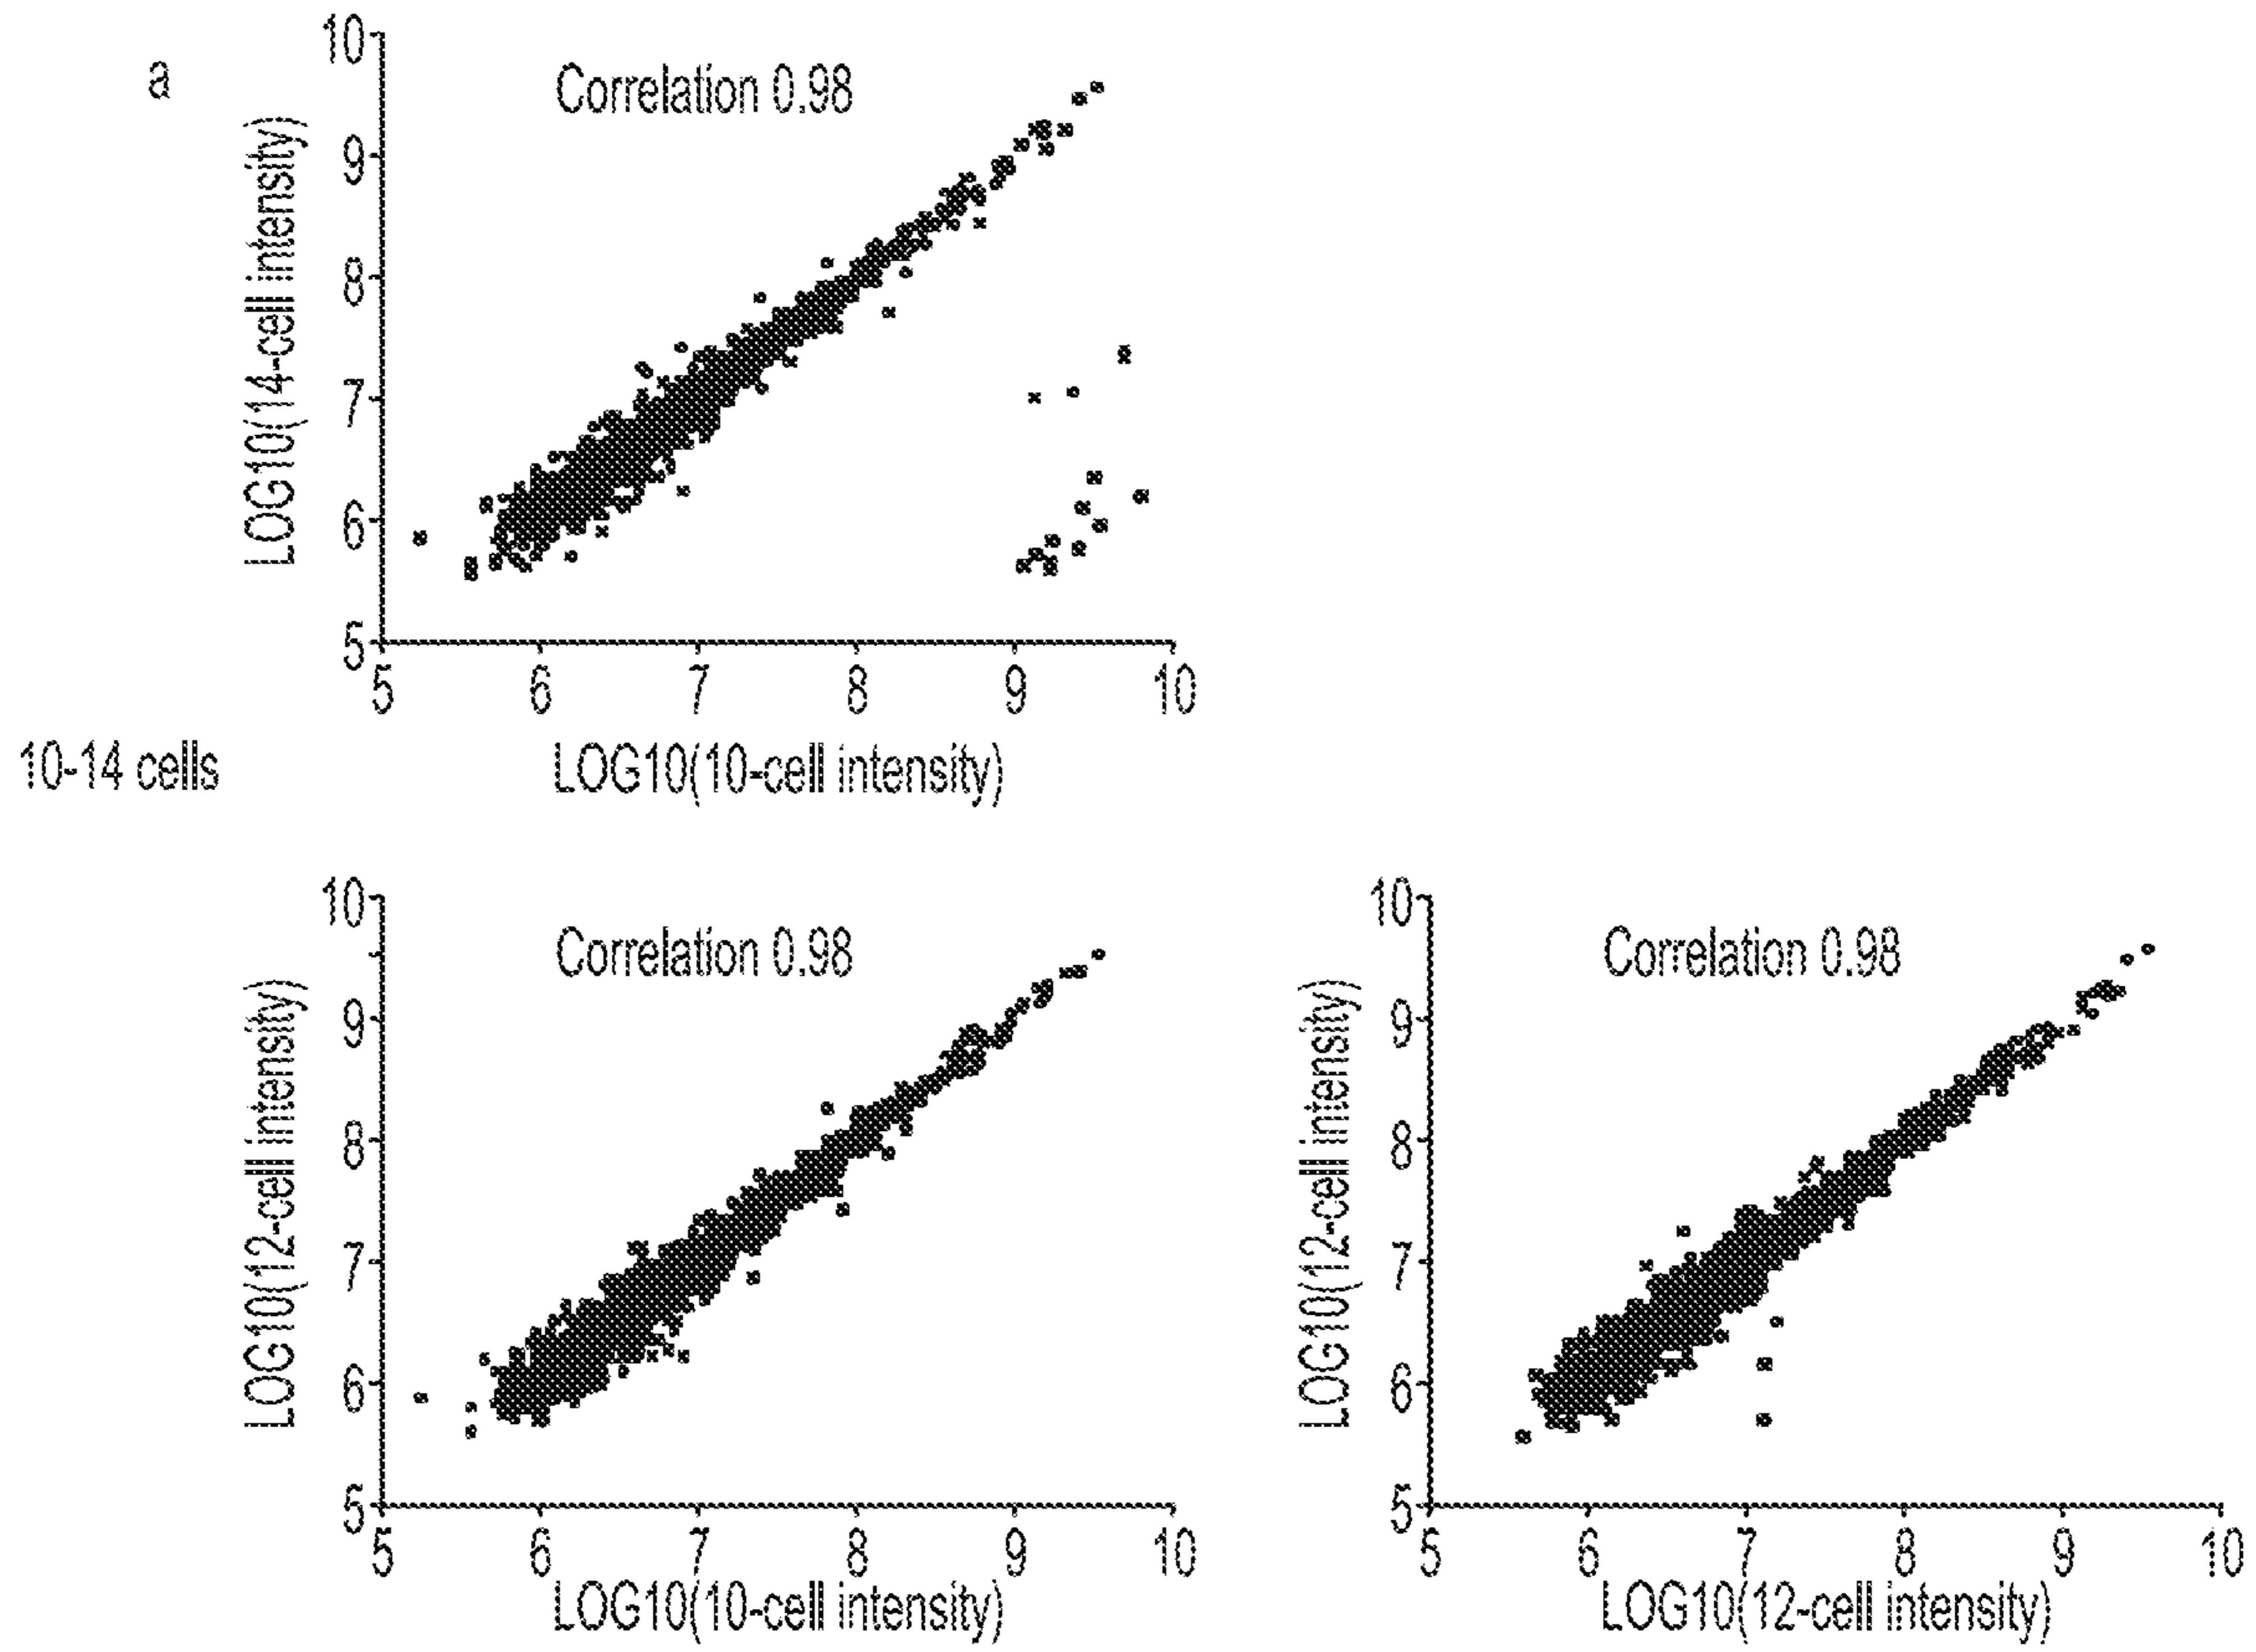 a
Correlation 0.98
LOG10(14-cell intensity)
10
9
8
7
6
5
5 6 7 8 9 10
LOG10(10-cell intensity)
10-14 cells
Correlation 0.98
LOG10(12-cell intensity)
10
9
8
7
6
5
5 6 7 8 9 10
LOG10(10-cell intensity)
Correlation 0.98
LOG10(12-cell intensity)
10
9
8
7
6
5
5 6 7 8 9 10
LOG10(12-cell intensity)